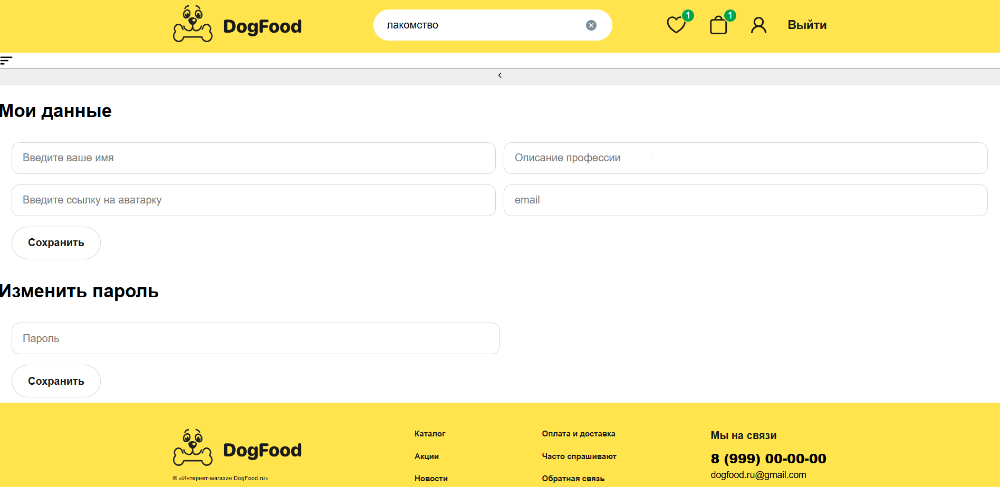 DogFood
лакомство
1
1
Выйти
Мои данные
Введите ваше имя
Описание профессии
Введите ссылку на аватарку
email
Сохранить
Изменить пароль
Пароль
Сохранить
DogFood
© «Интернет-магазин DogFood.ru»
Каталог
Акции
Новости
Оплата и доставка
Часто спрашивают
Обратная связь
Мы на связи
8 (999) 00-00-00
dogfood.ru@gmail.com